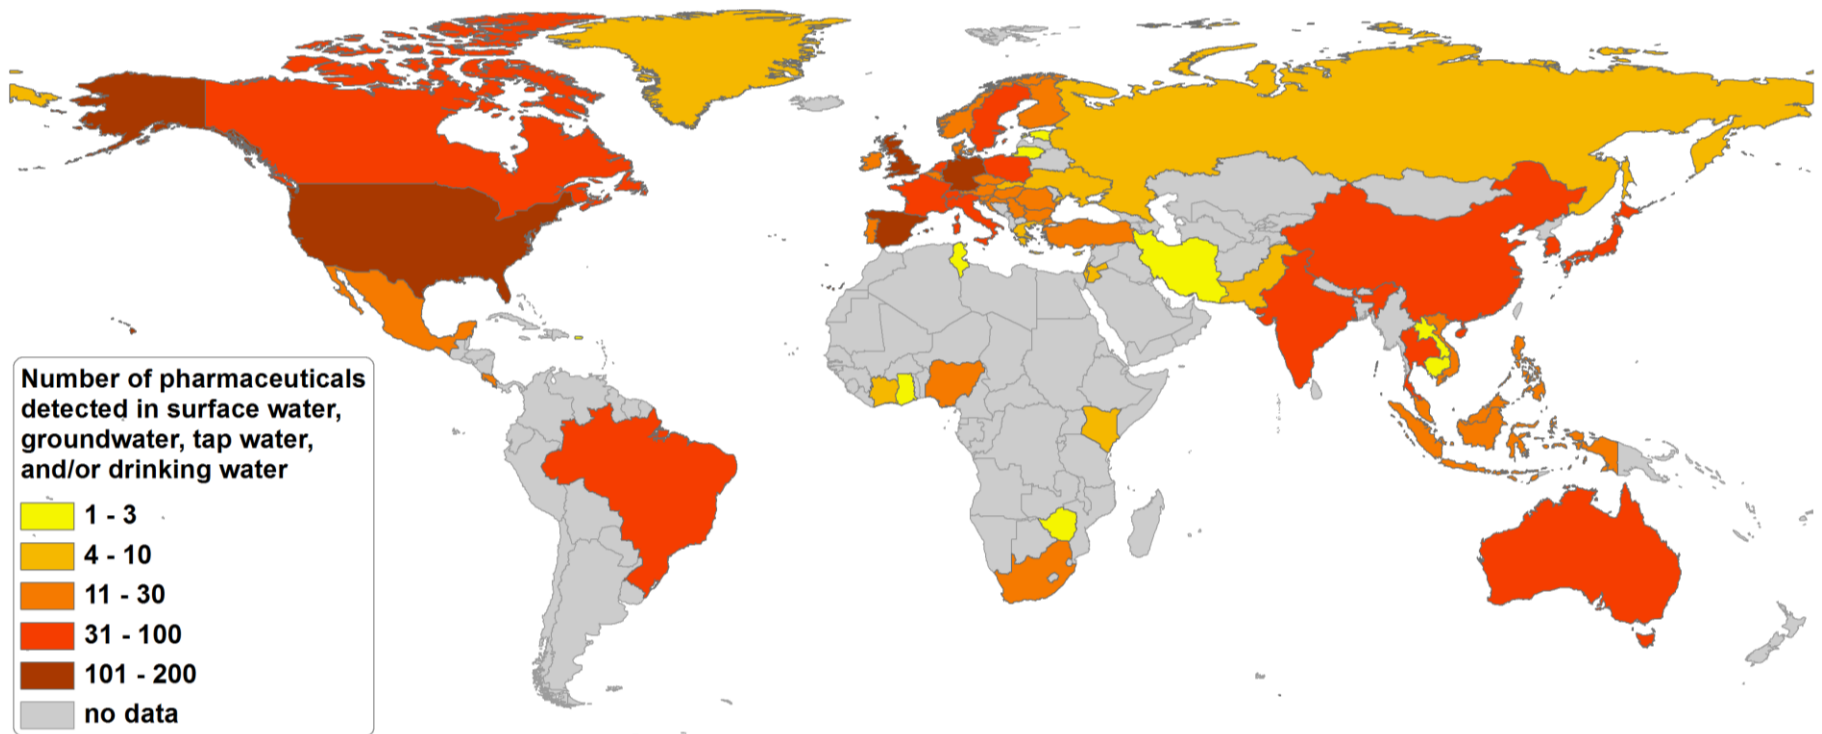 Number of pharmaceuticals
detected in surface water,
groundwater, tap water,
and/or drinking water
1 - 3
4 - 10
11 - 30
31 - 100
101 - 200
no data